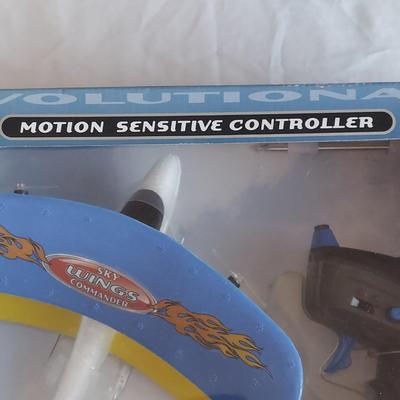 VOLUTIONA
MOTION SENSITIVE CONTROLLER
SKY
WINGS
COMMANDER